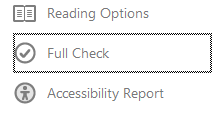 Reading Options
Full Check
Accessibility Report